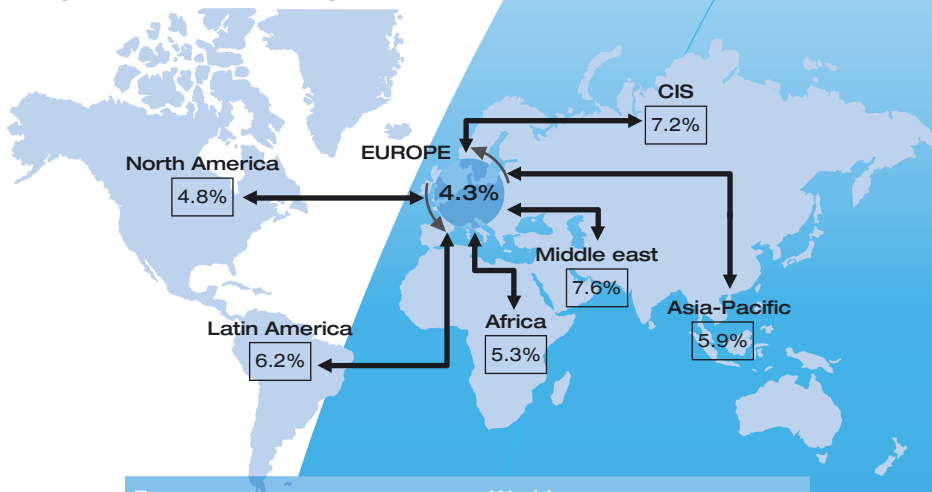 CIS
7.2%
EUROPE
North America
4.8%
4.3%
Middle east
7.6%
Asia-Pacific
5.9%
Latin America
6.2%
Africa
5.3%